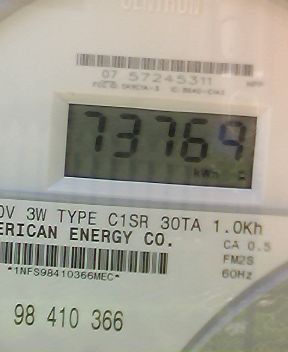 CENTRON
07 57245311
73769
kWh
0V 3W TYPE C1SR 30TA 1.0Kh
ERICAN ENERGY CO.
CA 0.5
FM2S
60Hz
*1NFS98410366MEC*
98 410 366